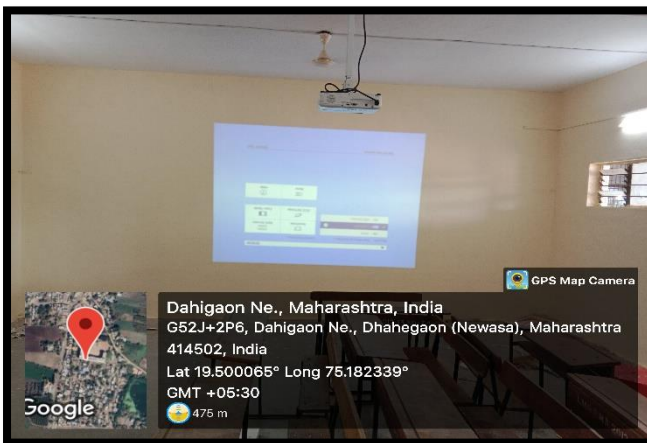 GPS Map Camera
Dahigaon Ne., Maharashtra, India
G52J+2P6, Dahigaon Ne., Dhahegaon (Newasa), Maharashtra
414502, India
Lat 19.500065° Long 75.182339°
GMT +05:30
475 m
Google